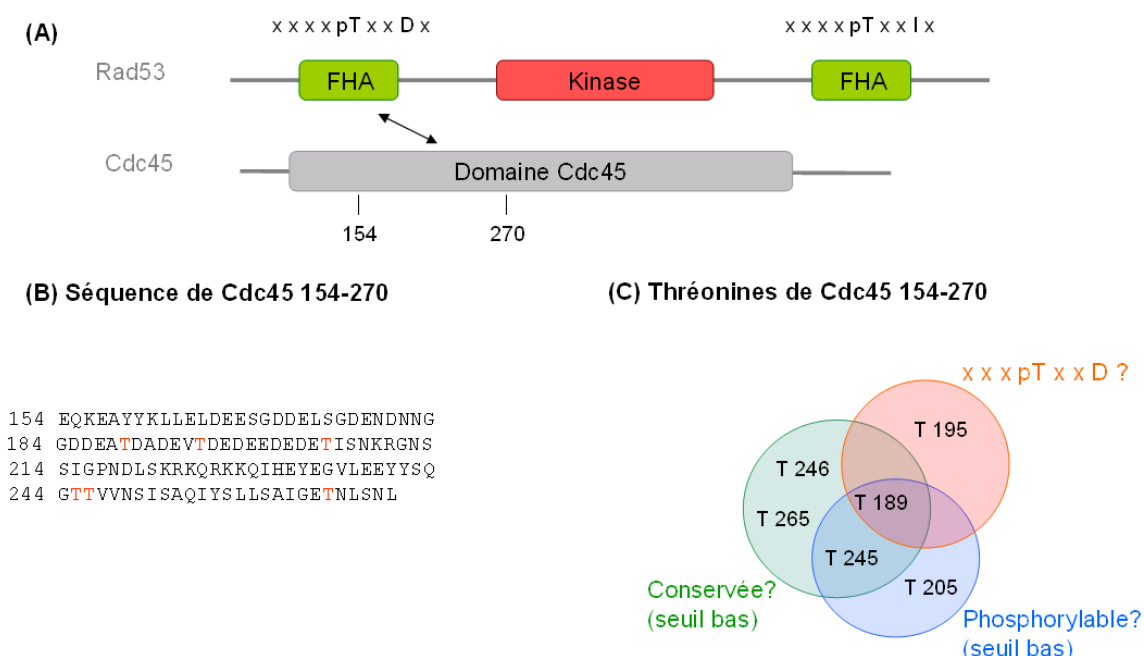 (A)
x x x x pT x x D x
x x x x pT x x I x
Rad53
FHA
Kinase
FHA
Cdc45
Domaine Cdc45
154
270
(B) Séquence de Cdc45 154-270
154 EQKEAYYKLLELDEESGDDELSGDENDNNG
184 GDDEATDADEVTDEDEEDEDETISNKRGNS
214 SIGPNDLSKRKQRKKQIHEYEGVLEEYYSQ
244 GTTVVNSISAQIYSLLSAIGETNLSNL
(C) Thréonines de Cdc45 154-270
x x x pT x x D ?
T 195
T 246
T 189
T 265
T 245
T 205
Conservée?
(seuil bas)
Phosphorylable?
(seuil bas)